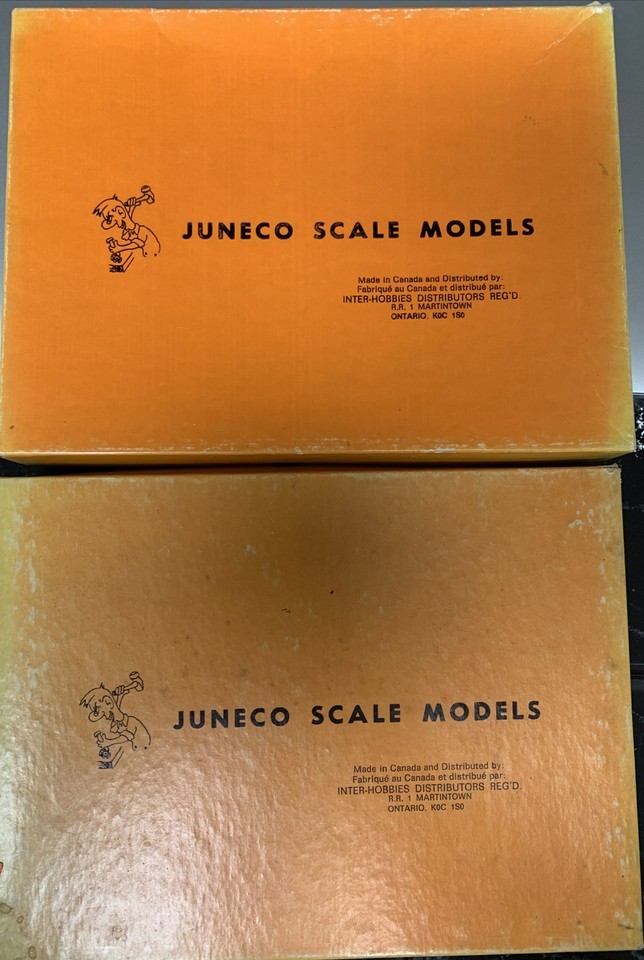 JUNECO SCALE MODELS
Made in Canada and Distributed by:
Fabriqué au Canada et distribué par:
INTER-HOBBIES DISTRIBUTORS REG'D.
R.R. 1 MARTINTOWN
ONTARIO, K0C 1S0
JUNECO SCALE MODELS
Made in Canada and Distributed by:
Fabriqué au Canada et distribué par:
INTER-HOBBIES DISTRIBUTORS REG'D.
R.R. 1 MARTINTOWN
ONTARIO, K0C 1S0